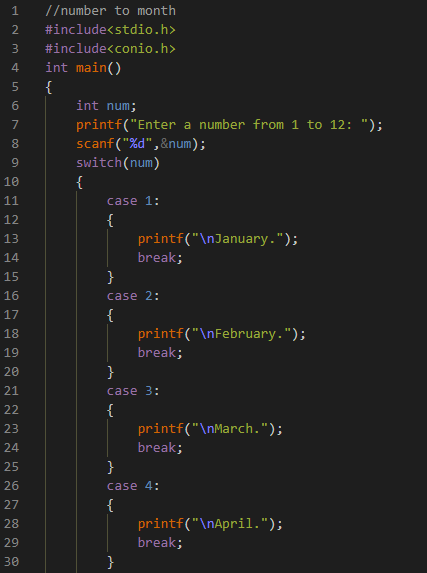 1 //number to month
2 #include<stdio.h>
3 #include<conio.h>
4 int main()
5 {
6     int num;
7     printf("Enter a number from 1 to 12: ");
8     scanf("%d",&num);
9     switch(num)
10     {
11         case 1:
12         {
13             printf("\nJanuary.");
14             break;
15         }
16         case 2:
17         {
18             printf("\nFebruary.");
19             break;
20         }
21         case 3:
22         {
23             printf("\nMarch.");
24             break;
25         }
26         case 4:
27         {
28             printf("\nApril.");
29             break;
30         }